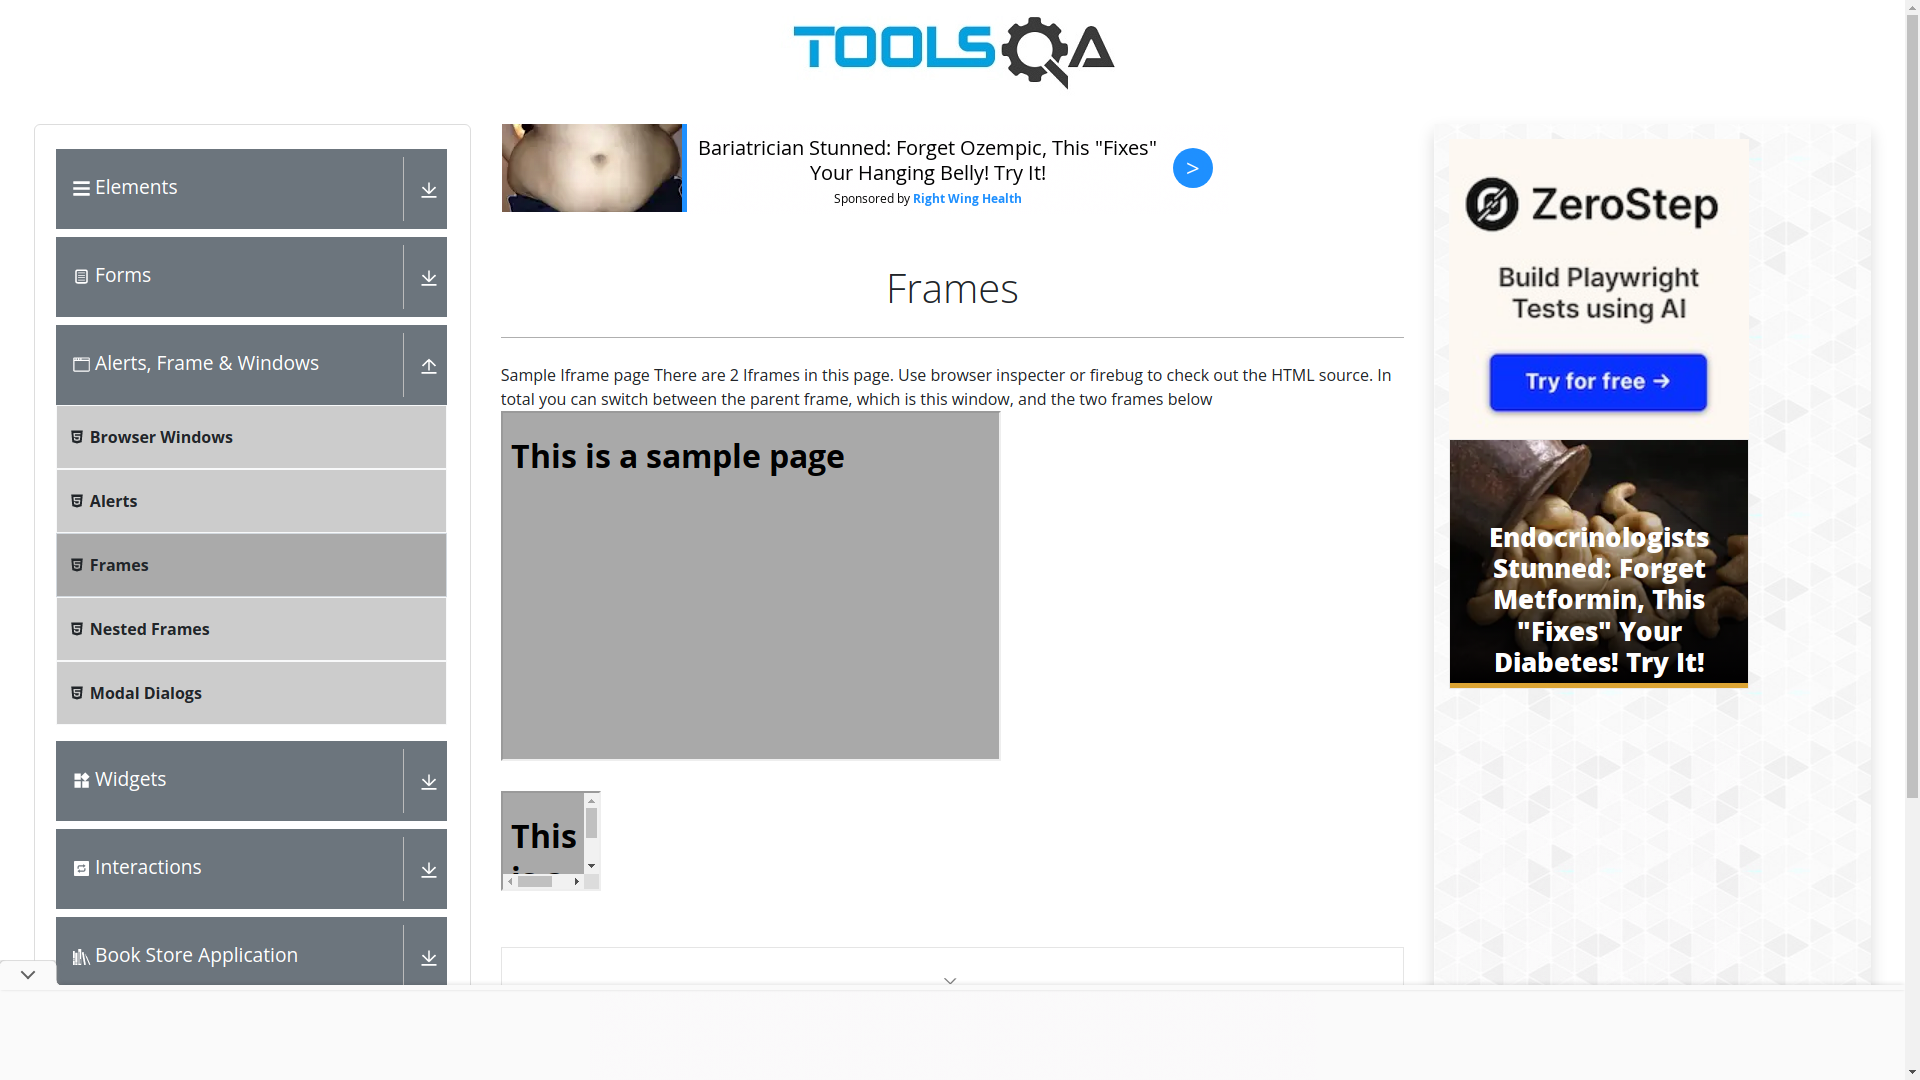 TOOLSQA
Elements
Forms
Alerts, Frame & Windows
Browser Windows
Alerts
Frames
Nested Frames
Modal Dialogs
Widgets
Interactions
Book Store Application
Bariatrician Stunned: Forget Ozempic, This "Fixes"
Your Hanging Belly! Try It!
Sponsored by Right Wing Health
>
Frames
Sample Iframe page There are 2 Iframes in this page. Use browser inspecter or firebug to check out the HTML source. In
total you can switch between the parent frame, which is this window, and the two frames below
This is a sample page
This
is a
ZeroStep
Build Playwright
Tests using AI
Try for free →
Endocrinologists
Stunned: Forget
Metformin, This
"Fixes" Your
Diabetes! Try It!